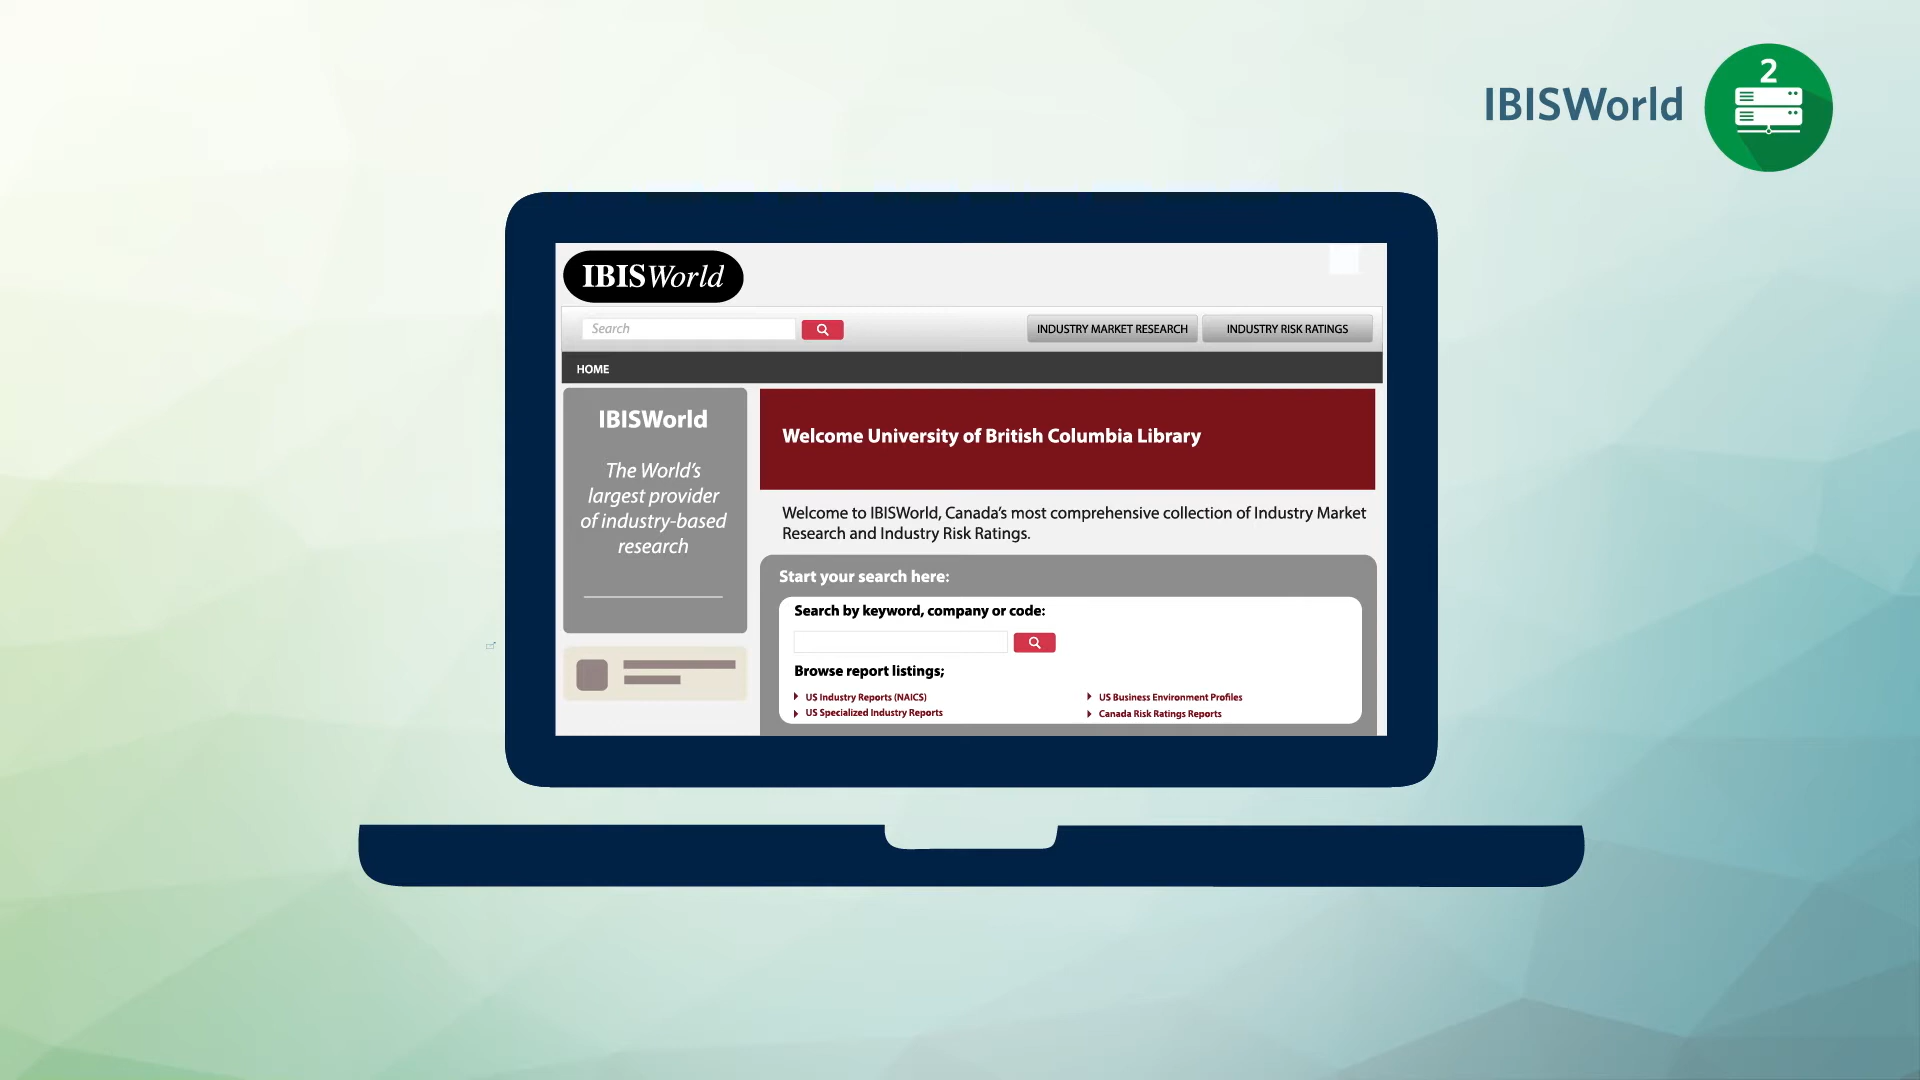 IBISWorld
2
IBISWorld
Search
INDUSTRY MARKET RESEARCH
INDUSTRY RISK RATINGS
HOME
IBISWorld
The World's
largest provider
of industry-based
research
Welcome University of British Columbia Library
Welcome to IBISWorld, Canada's most comprehensive collection of Industry Market
Research and Industry Risk Ratings.
Start your search here:
Search by keyword, company or code:
Browse report listings;
US Industry Reports (NAICS)
US Specialized Industry Reports
US Business Environment Profiles
Canada Risk Ratings Reports